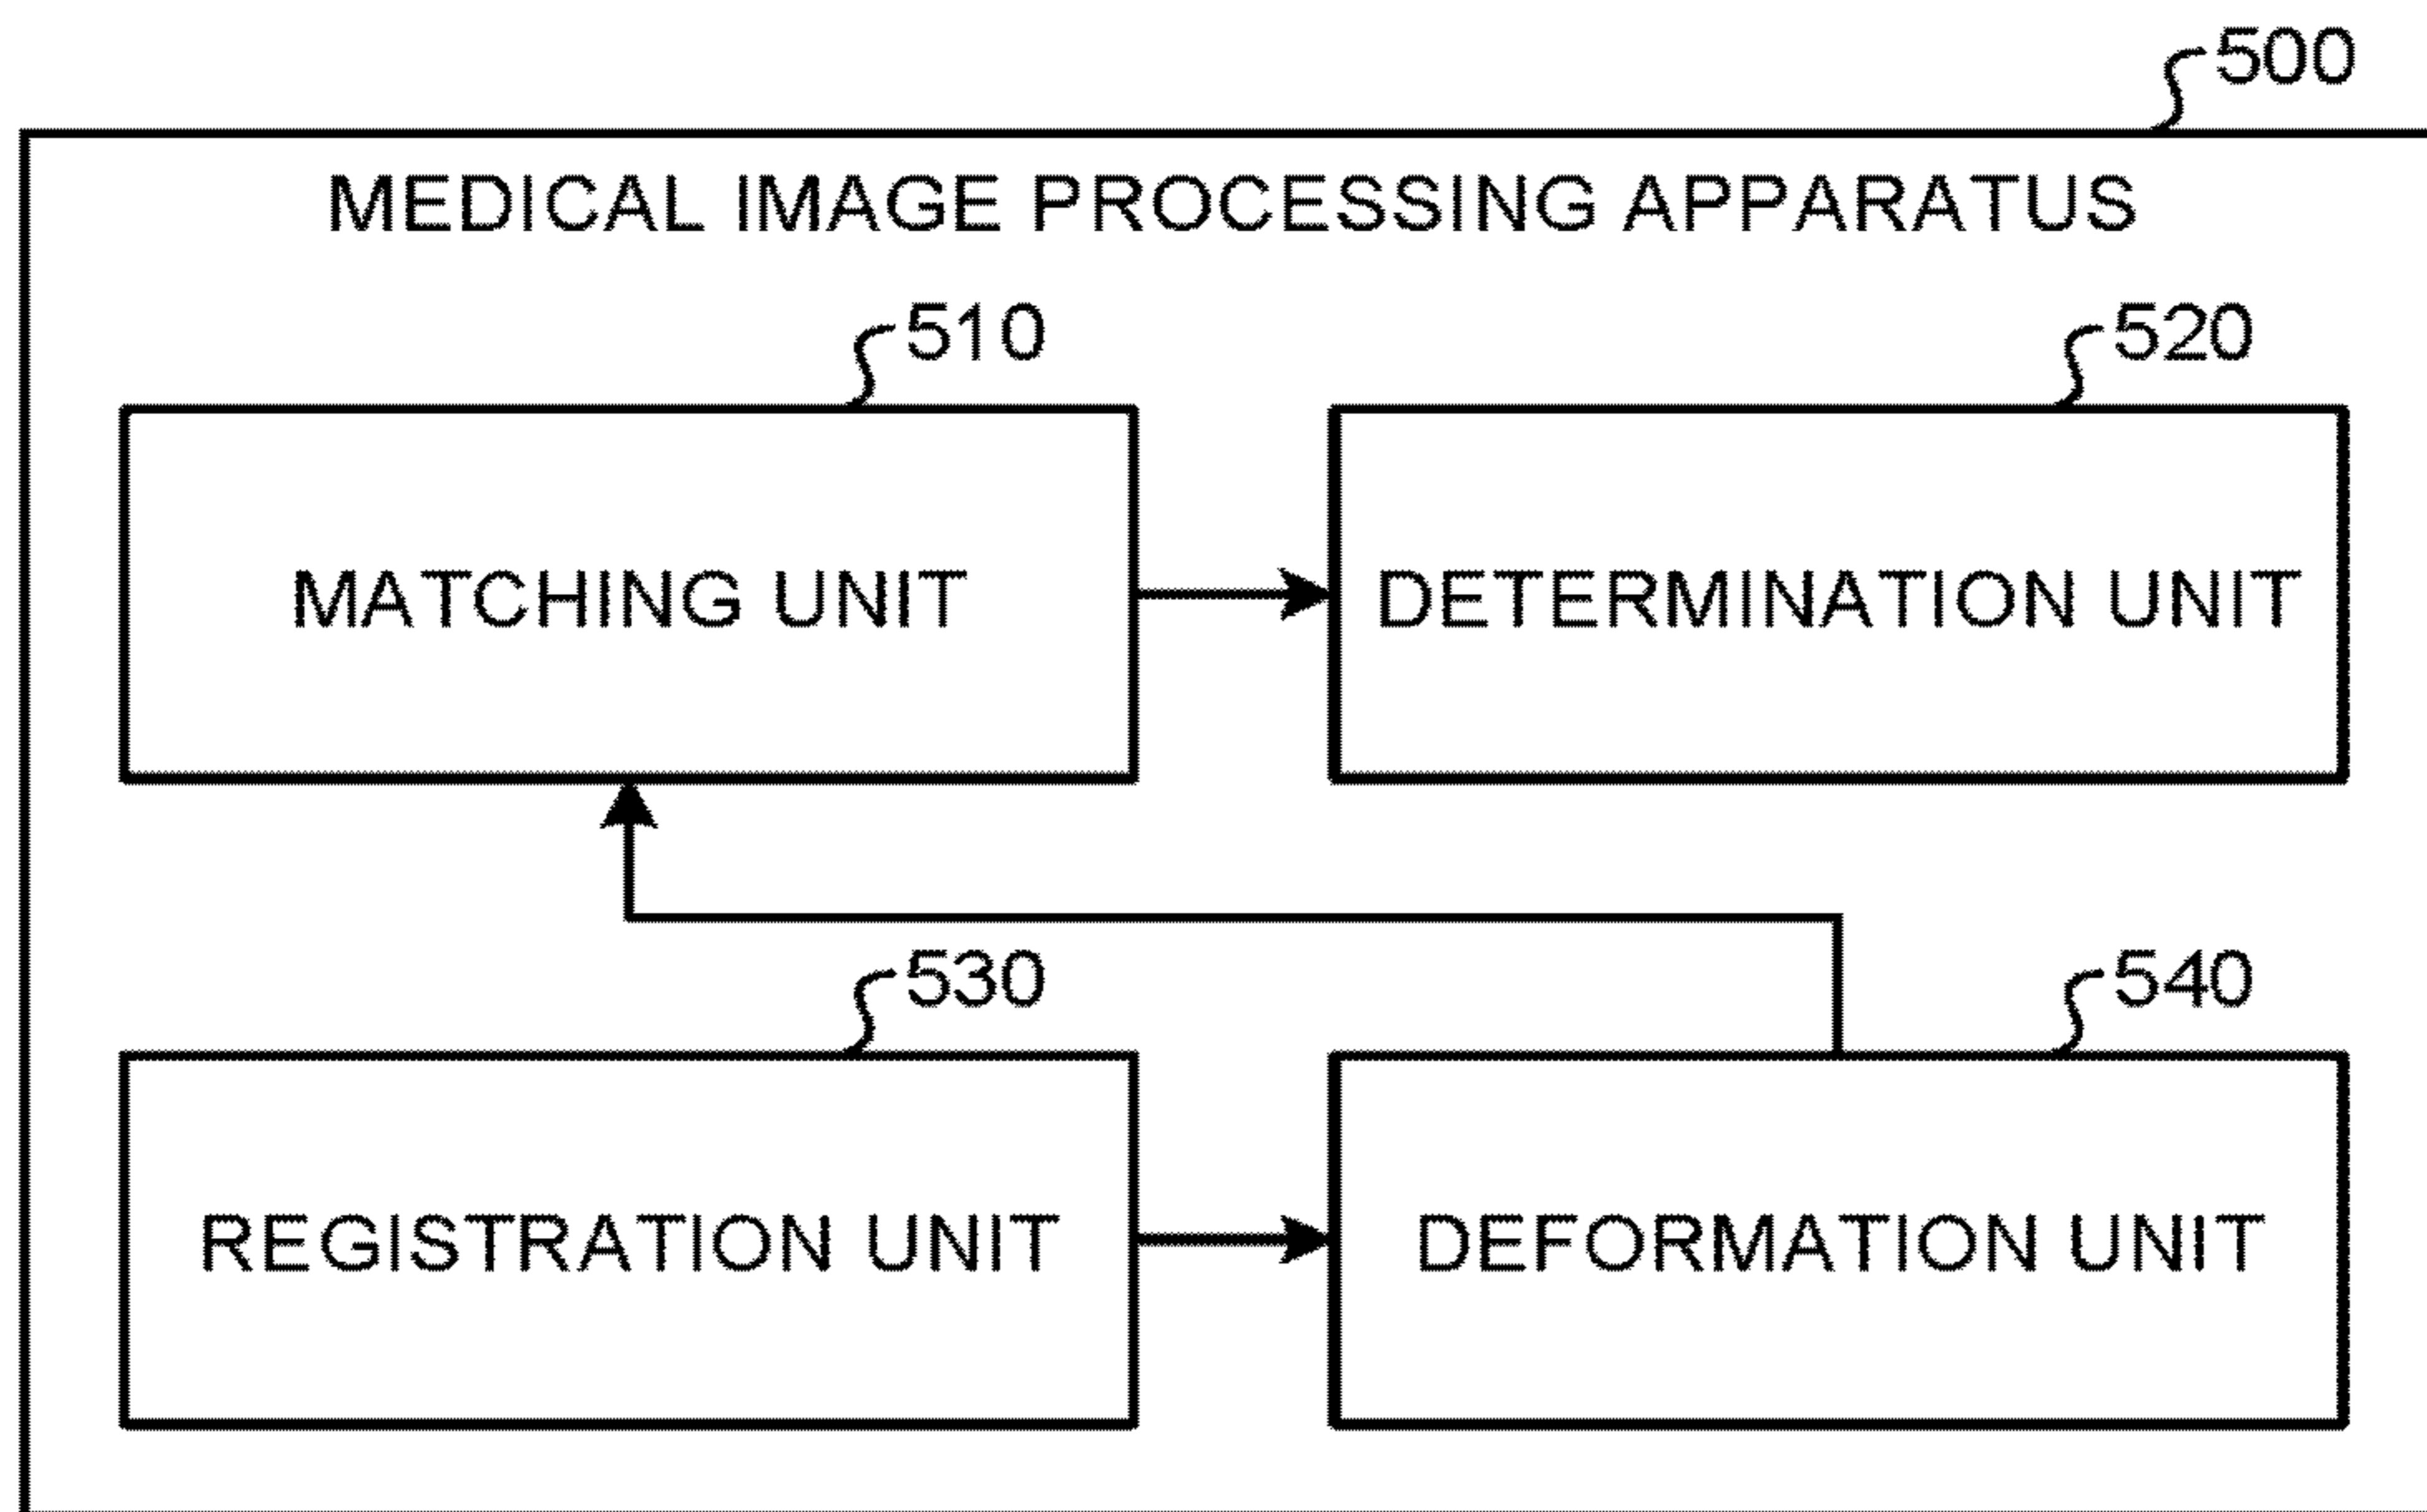 500
MEDICAL IMAGE PROCESSING APPARATUS
510
520
MATCHING UNIT
DETERMINATION UNIT
530
540
REGISTRATION UNIT
DEFORMATION UNIT